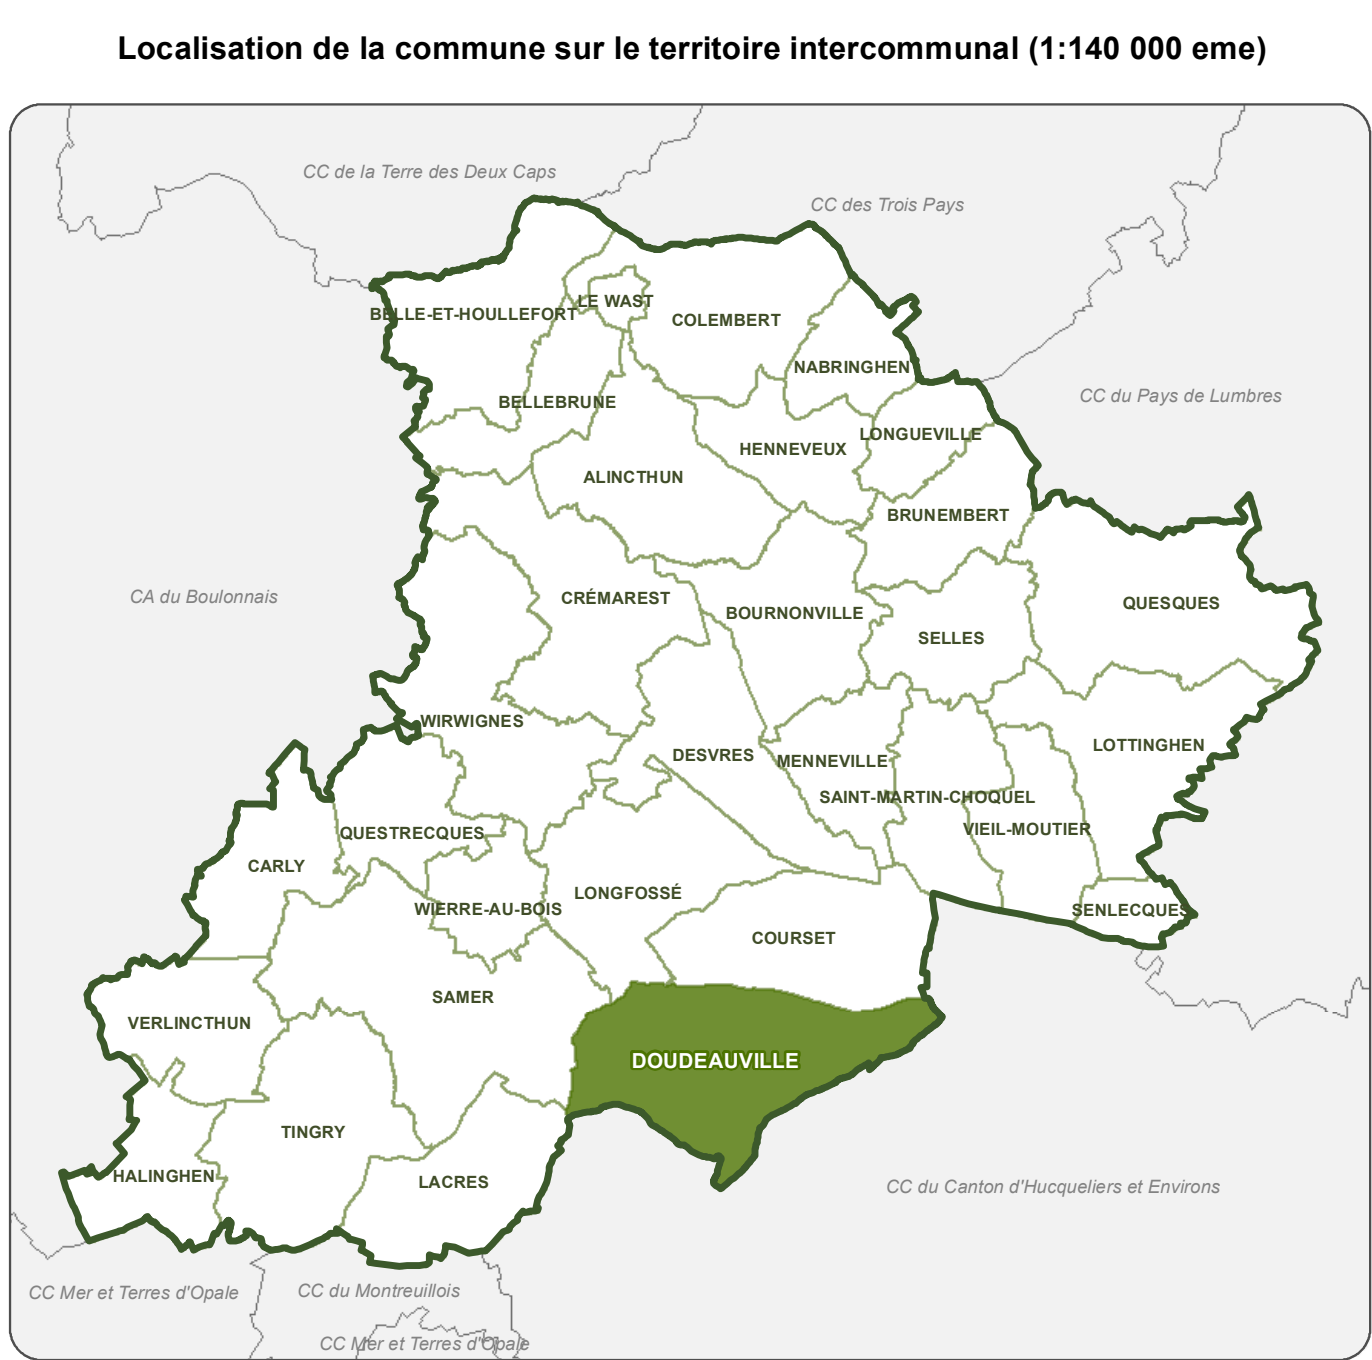 Localisation de la commune sur le territoire intercommunal (1:140 000 eme)
CC de la Terre des Deux Caps
CC des Trois Pays
LE WAST
BELLE-ET-HOULLEFORT
COLEMBERT
NABRINGHEN
CC du Pays de Lumbres
BELLEBRUNE
LONGUEVILLE
HENNEVEUX
ALINCTHUN
BRUNEMBERT
CA du Boulonnais
CRÉMAREST
QUESQUES
BOURNONVILLE
SELLES
WIRWIGNES
LOTTINGHEN
DESVRES
MENNEVILLE
SAINT-MARTIN-CHOQUEL
VIEIL-MOUTIER
QUESTRECQUES
CARLY
LONGFOSSÉ
WIERRE-AU-BOIS
SENLECQUES
COURSET
SAMER
VERLINCTHUN
DOUDEAUVILLE
TINGRY
HALINGHEN
LACRES
CC du Canton d'Hucqueliers et Environs
CC du Montreuillois
CC Mer et Terres d'Opale
CC Mer et Terres d'Opale